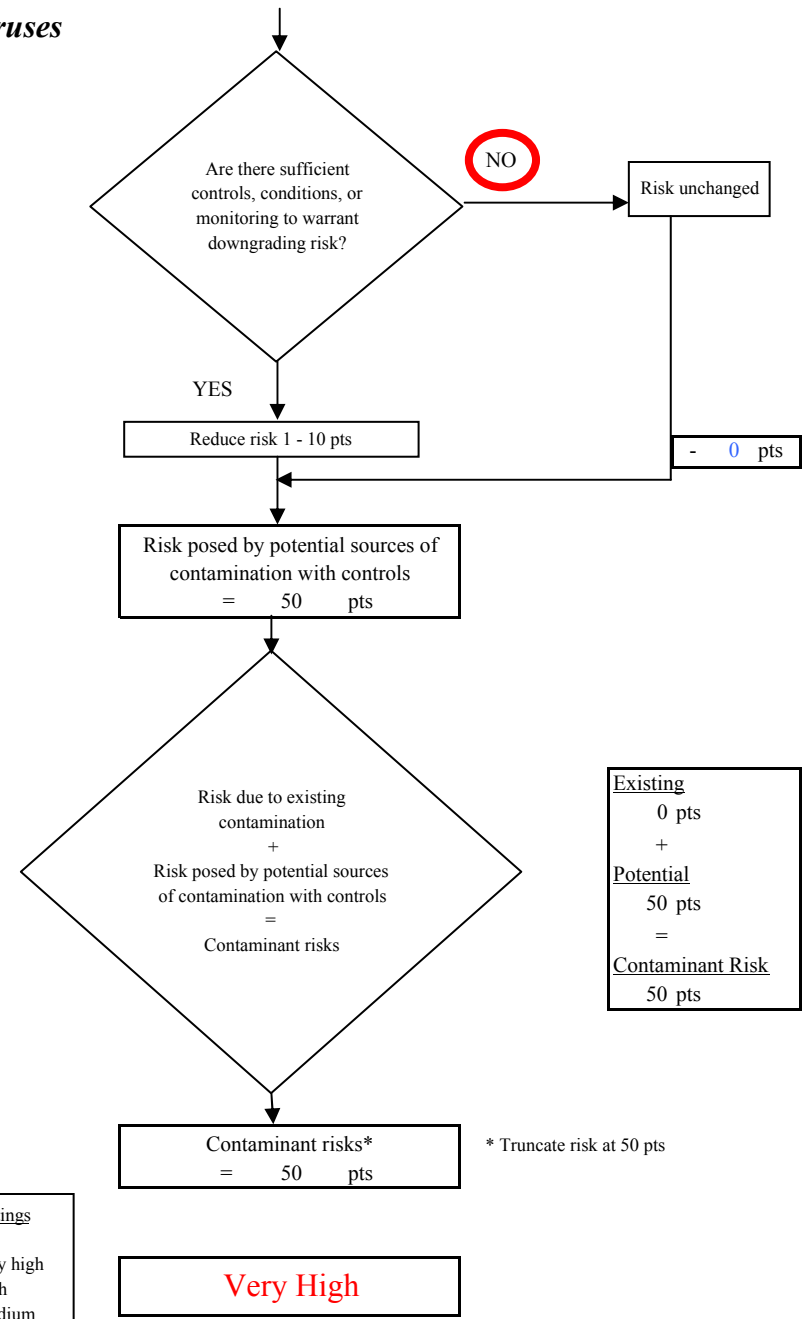 Are there sufficient
controls, conditions, or
monitoring to warrant
downgrading risk?
NO
Risk unchanged
YES
Reduce risk 1 - 10 pts
- 0 pts
Risk posed by potential sources of
contamination with controls
= 50 pts
Risk due to existing
contamination
+
Risk posed by potential sources
of contamination with controls
=
Contaminant risks
Existing
0 pts
+
Potential
50 pts
=
Contaminant Risk
50 pts
Contaminant risks*
= 50 pts
* Truncate risk at 50 pts
high
Very High